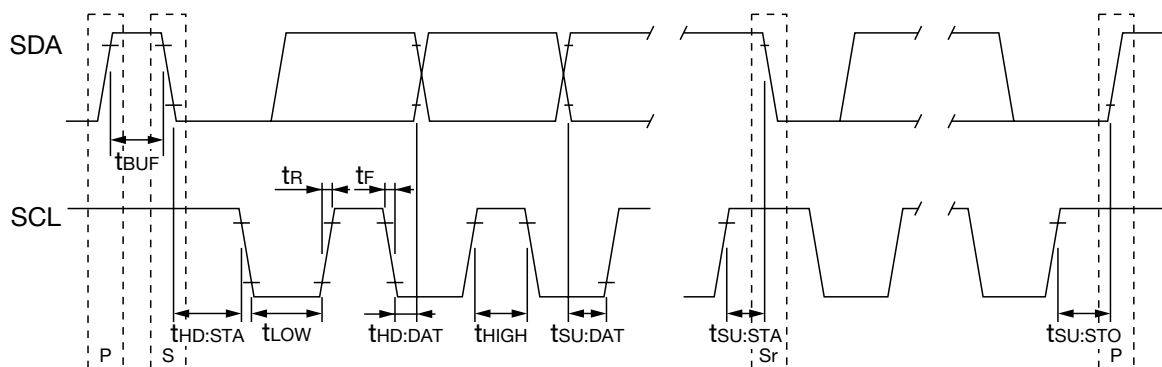 SDA
tBUF
tR
tF
SCL
tHD:STA
tLOW
tHD:DAT
tHIGH
tSU:DAT
tSU:STA
tSU:STO
P
S
Sr
P